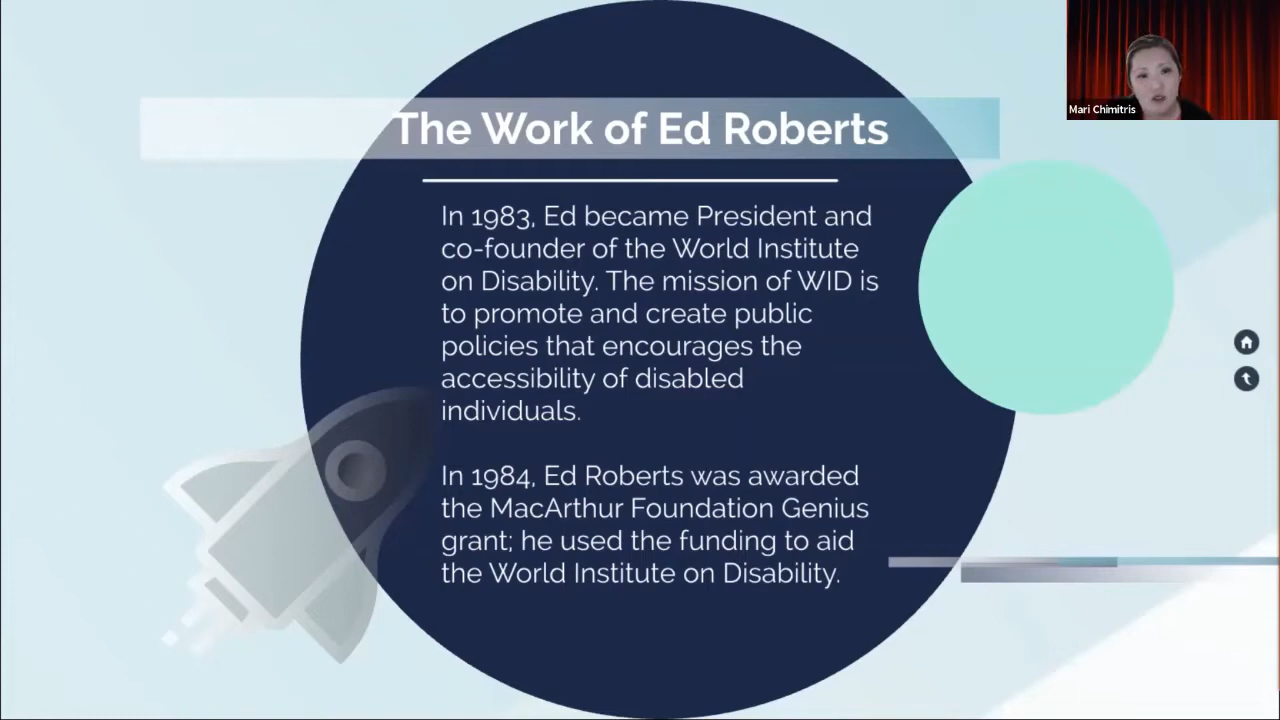 The Work of Ed Roberts
In 1983, Ed became President and
co-founder of the World Institute
on Disability. The mission of WID is
to promote and create public
policies that encourages the
accessibility of disabled
individuals.
In 1984, Ed Roberts was awarded
the MacArthur Foundation Genius
grant; he used the funding to aid
the World Institute on Disability.
Mari Chimitris